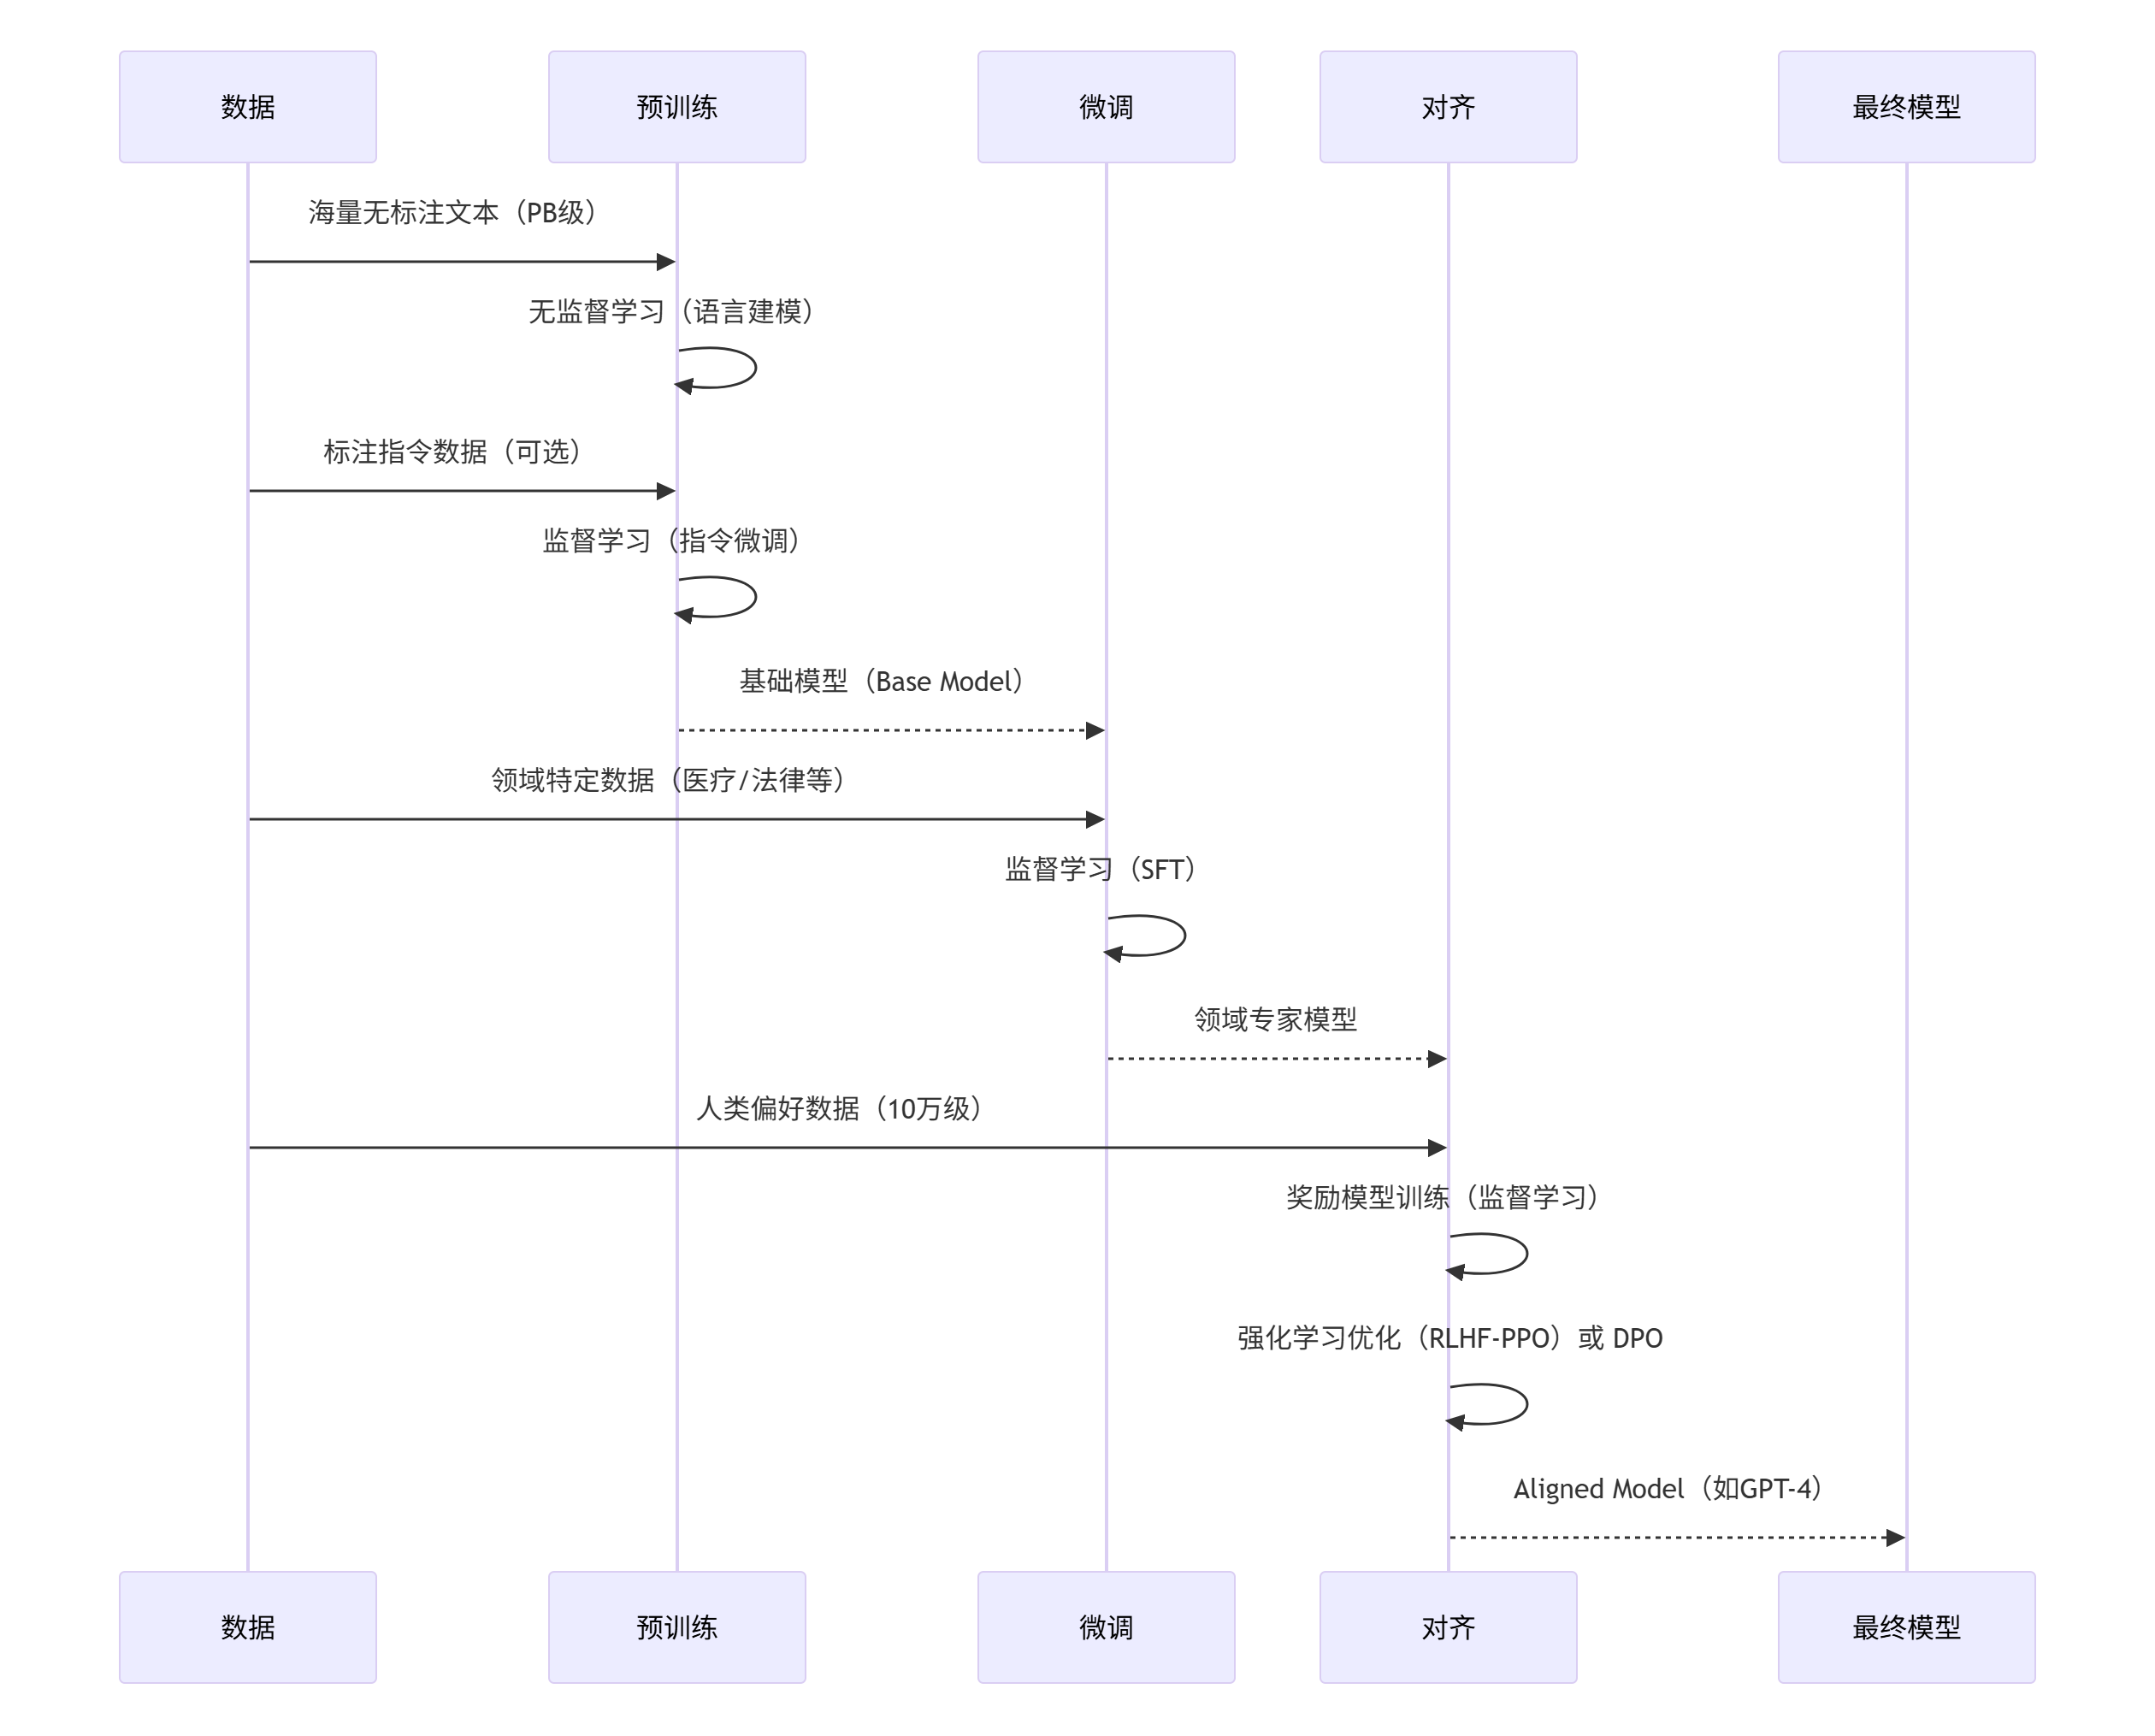 数据
预训练
微调
对齐
最终模型
海量无标注文本（PB级）
无监督学习（语言建模）
标注指令数据（可选）
监督学习（指令微调）
基础模型（Base Model）
领域特定数据（医疗/法律等）
监督学习（SFT）
领域专家模型
人类偏好数据（10万级）
奖励模型训练（监督学习）
强化学习优化（RLHF-PPO）或 DPO
Aligned Model（如GPT-4）
数据
预训练
微调
对齐
最终模型